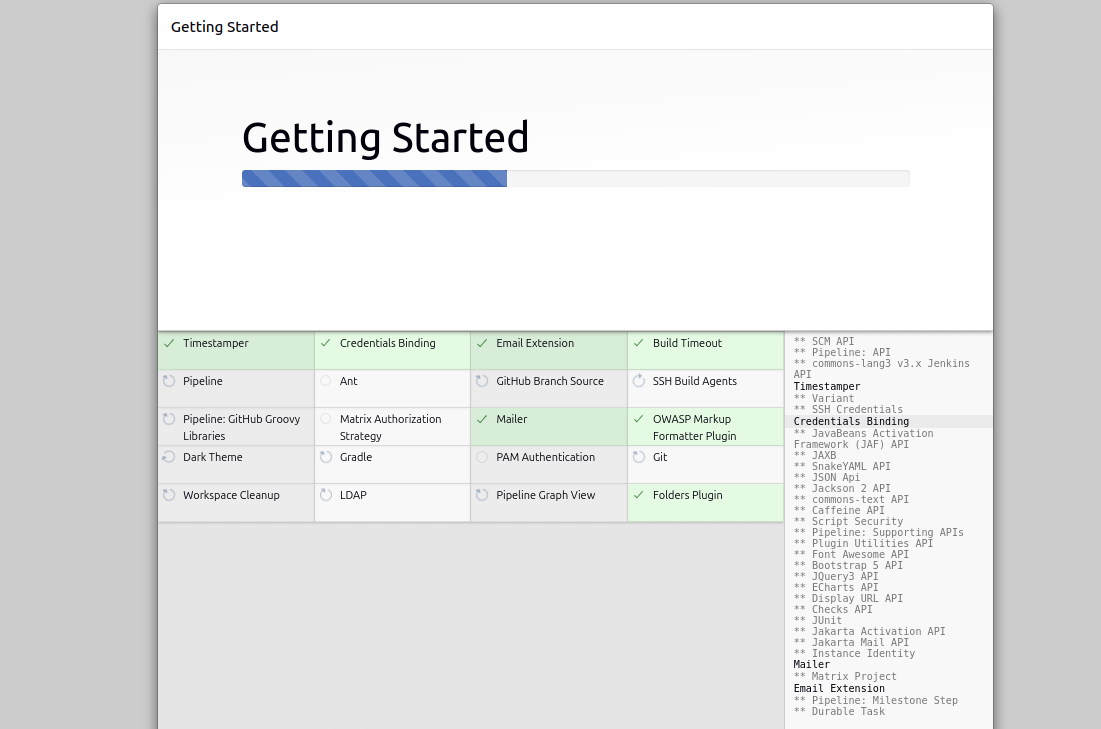 Getting Started
Getting Started
Timestamper
Credentials Binding
Email Extension
Build Timeout
Pipeline
Ant
GitHub Branch Source
SSH Build Agents
Pipeline: GitHub Groovy
Libraries
Matrix Authorization
Strategy
Mailer
OWASP Markup
Formatter Plugin
Dark Theme
Gradle
PAM Authentication
Git
Workspace Cleanup
LDAP
Pipeline Graph View
Folders Plugin
** SCM API
** Pipeline: API
** commons-lang3 v3.x Jenkins
API
Timestamper
** Variant
** SSH Credentials
Credentials Binding
** JavaBeans Activation
Framework (JAF) API
** JAXB
** SnakeYAML API
** JSON Api
** Jackson 2 API
** commons-text API
** Caffeine API
** Script Security
** Pipeline: Supporting APIs
** Plugin Utilities API
** Font Awesome API
** Bootstrap 5 API
** JQuery3 API
** ECharts API
** Display URL API
** Checks API
** JUnit
** Jakarta Activation API
** Jakarta Mail API
** Instance Identity
Mailer
** Matrix Project
Email Extension
** Pipeline: Milestone Step
** Durable Task